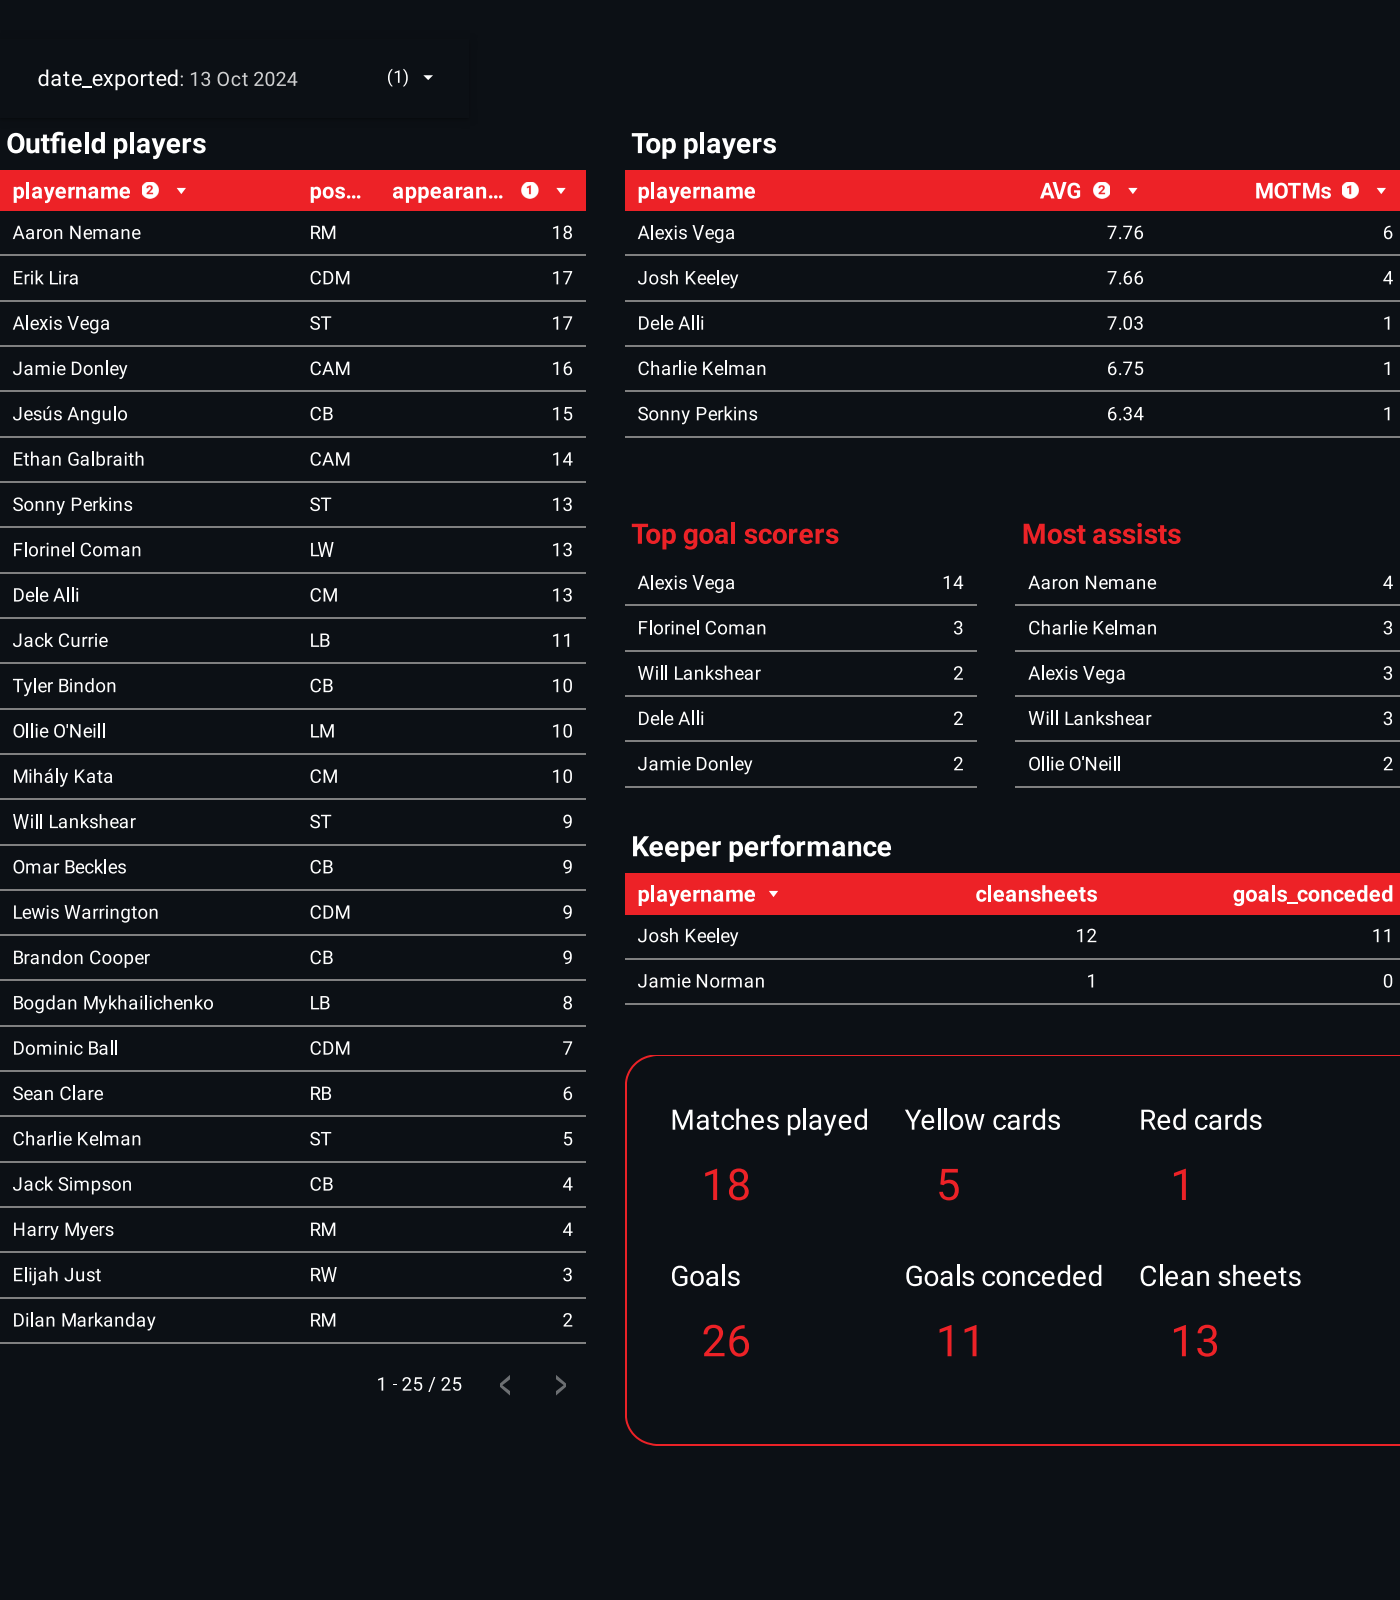 date_exported: 13 Oct 2024 (1)
Outfield players
playername 2 pos... appearan... 1
Aaron Nemane RM 18
Erik Lira CDM 17
Alexis Vega ST 17
Jamie Donley CAM 16
Jesús Angulo CB 15
Ethan Galbraith CAM 14
Sonny Perkins ST 13
Florinel Coman LW 13
Dele Alli CM 13
Jack Currie LB 11
Tyler Bindon CB 10
Ollie O'Neill LM 10
Mihály Kata CM 10
Will Lankshear ST 9
Omar Beckles CB 9
Lewis Warrington CDM 9
Brandon Cooper CB 9
Bogdan Mykhailichenko LB 8
Dominic Ball CDM 7
Sean Clare RB 6
Charlie Kelman ST 5
Jack Simpson CB 4
Harry Myers RM 4
Elijah Just RW 3
Dilan Markanday RM 2
1 - 25 / 25
Top players
playername AVG 2 MOTMs 1
Alexis Vega 7.76 6
Josh Keeley 7.66 4
Dele Alli 7.03 1
Charlie Kelman 6.75 1
Sonny Perkins 6.34 1
Top goal scorers
Alexis Vega 14
Florinel Coman 3
Will Lankshear 2
Dele Alli 2
Jamie Donley 2
Most assists
Aaron Nemane 4
Charlie Kelman 3
Alexis Vega 3
Will Lankshear 3
Ollie O'Neill 2
Keeper performance
playername cleansheets goals_conceded
Josh Keeley 12 11
Jamie Norman 1 0
Matches played Yellow cards Red cards
18 5 1
Goals Goals conceded Clean sheets
26 11 13